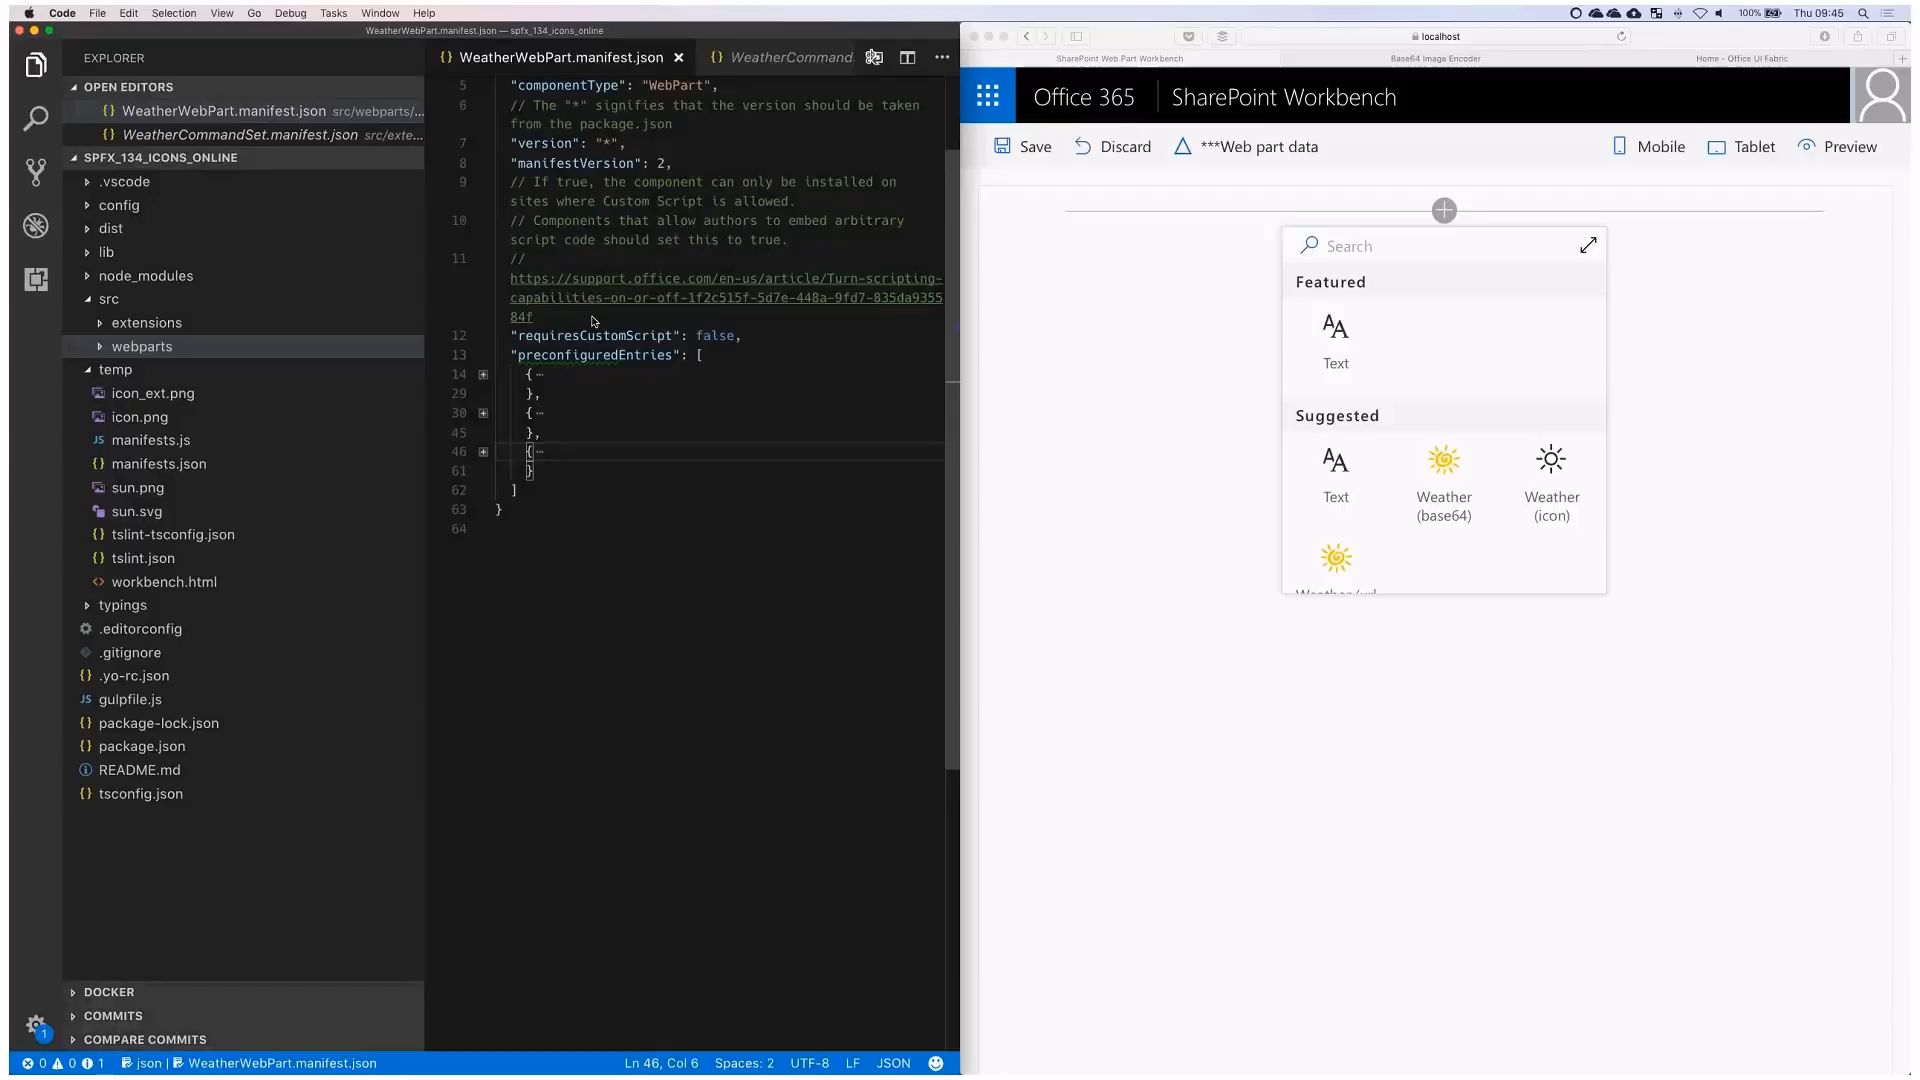 Code File Edit Selection View Go Debug Tasks Window Help
100% Thu 09:45
WeatherWebPart.manifest.json — spfx_134_icons_online
EXPLORER
OPEN EDITORS
{} WeatherWebPart.manifest.json src/webparts/...
{} WeatherCommandSet.manifest.json src/exte...
SPFX_134_ICONS_ONLINE
.vscode
config
dist
lib
node_modules
src
extensions
webparts
temp
icon_ext.png
icon.png
JS manifests.js
{} manifests.json
sun.png
sun.svg
{} tslint-tsconfig.json
{} tslint.json
<> workbench.html
typings
.editorconfig
.gitignore
{} .yo-rc.json
JS gulpfile.js
{} package-lock.json
{} package.json
README.md
{} tsconfig.json
DOCKER
COMMITS
COMPARE COMMITS
1
{} WeatherWebPart.manifest.json {} WeatherCommand.
5 "componentType": "WebPart",
6 // The "*" signifies that the version should be taken
from the package.json
7 "version": "*",
8 "manifestVersion": 2,
9 // If true, the component can only be installed on
sites where Custom Script is allowed.
10 // Components that allow authors to embed arbitrary
script code should set this to true.
11 //
https://support.office.com/en-us/article/Turn-scripting-
capabilities-on-or-off-1f2c515f-5d7e-448a-9fd7-835da9355
84f
12 "requiresCustomScript": false,
13 "preconfiguredEntries": [
14 {…
29 },
30 {…
45 },
46 {…
61 }
62 ]
63 }
64
0 0 1 json | WeatherWebPart.manifest.json Ln 46, Col 6 Spaces: 2 UTF-8 LF JSON
localhost
SharePoint Web Part Workbench Base64 Image Encoder Home - Office UI Fabric
Office 365 SharePoint Workbench
Save Discard ***Web part data Mobile Tablet Preview
Search
Featured
Text
Suggested
Text
Weather
(base64)
Weather
(icon)